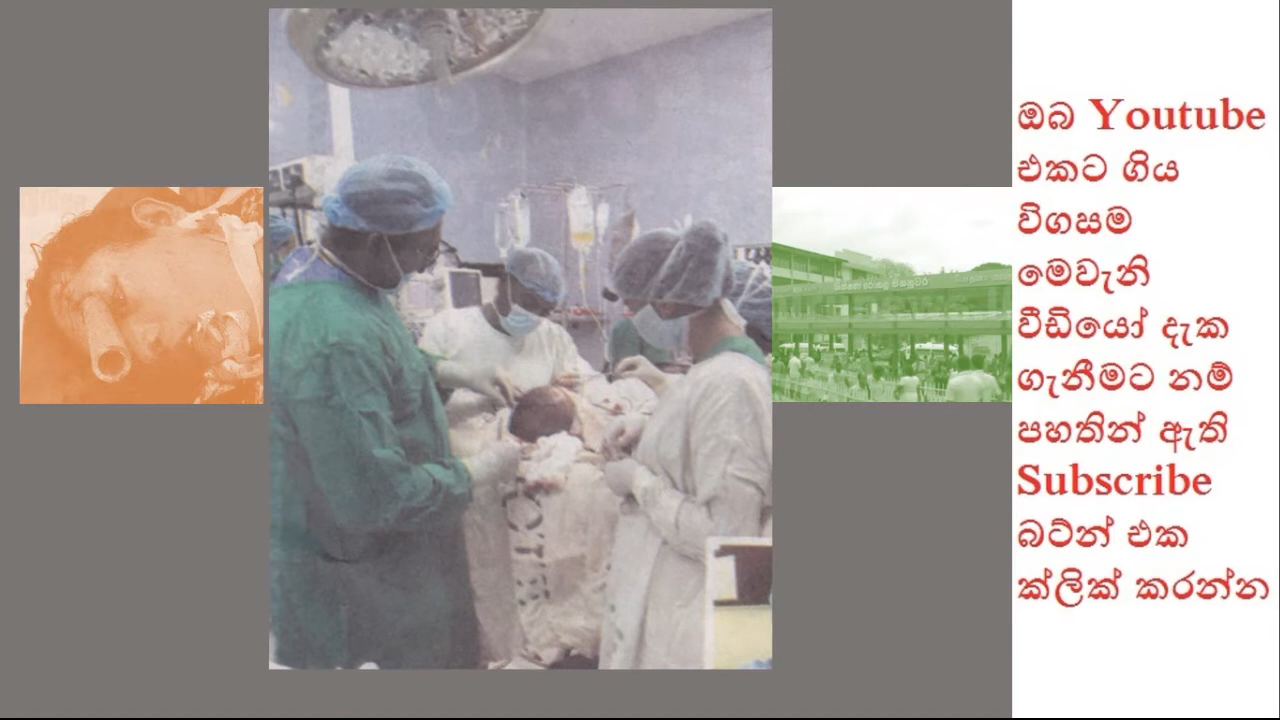 ඔබ Youtube
එකට ගිය
විගසම
මෙවැනි
වීඩියෝ දැක
ගැනීමට නම්
පහතින් ඇති
Subscribe
බටන් එක
ක්ලික් කරන්න